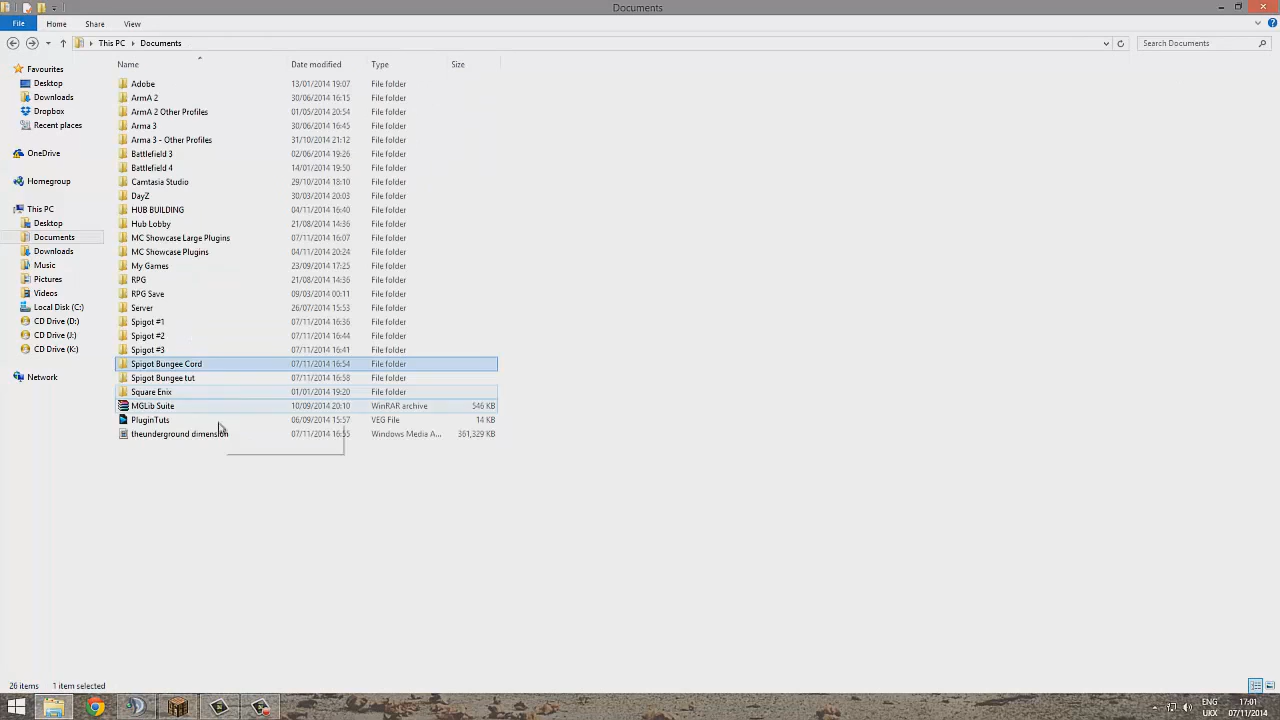 Documents
File Home Share View
This PC Documents Search Documents
Name Date modified Type Size
Favourites
Desktop
Downloads
Dropbox
Recent places
OneDrive
Homegroup
This PC
Desktop
Documents
Downloads
Music
Pictures
Videos
Local Disk (C:)
CD Drive (D:)
CD Drive (J:)
CD Drive (K:)
Network
Adobe 13/01/2014 19:07 File folder
ArmA 2 30/06/2014 16:15 File folder
ArmA 2 Other Profiles 01/05/2014 20:54 File folder
Arma 3 30/06/2014 16:45 File folder
Arma 3 - Other Profiles 31/10/2014 21:12 File folder
Battlefield 3 02/06/2014 19:26 File folder
Battlefield 4 14/01/2014 19:50 File folder
Camtasia Studio 29/10/2014 18:10 File folder
DayZ 30/03/2014 20:03 File folder
HUB BUILDING 04/11/2014 16:40 File folder
Hub Lobby 21/08/2014 14:36 File folder
MC Showcase Large Plugins 07/11/2014 16:07 File folder
MC Showcase Plugins 04/11/2014 20:24 File folder
My Games 23/09/2014 17:25 File folder
RPG 21/08/2014 14:36 File folder
RPG Save 09/03/2014 00:11 File folder
Server 26/07/2014 15:53 File folder
Spigot #1 07/11/2014 16:36 File folder
Spigot #2 07/11/2014 16:44 File folder
Spigot #3 07/11/2014 16:41 File folder
Spigot Bungee Cord 07/11/2014 16:54 File folder
Spigot Bungee tut 07/11/2014 16:58 File folder
Square Enix 01/01/2014 19:20 File folder
MGLib Suite 10/09/2014 20:10 WinRAR archive 546 KB
PluginTuts 06/09/2014 15:57 VEG File 14 KB
theunderground dimension 07/11/2014 16:55 Windows Media A... 361,329 KB
26 items 1 item selected
ENG 17:01
UKX 07/11/2014